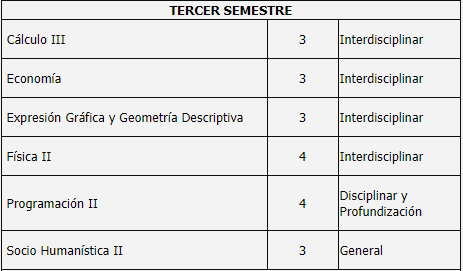 TERCER SEMESTRE
Cálculo III 3 Interdisciplinar
Economía 3 Interdisciplinar
Expresión Gráfica y Geometría Descriptiva 3 Interdisciplinar
Física II 4 Interdisciplinar
Programación II 4 Disciplinar y
Profundización
Socio Humanística II 3 General